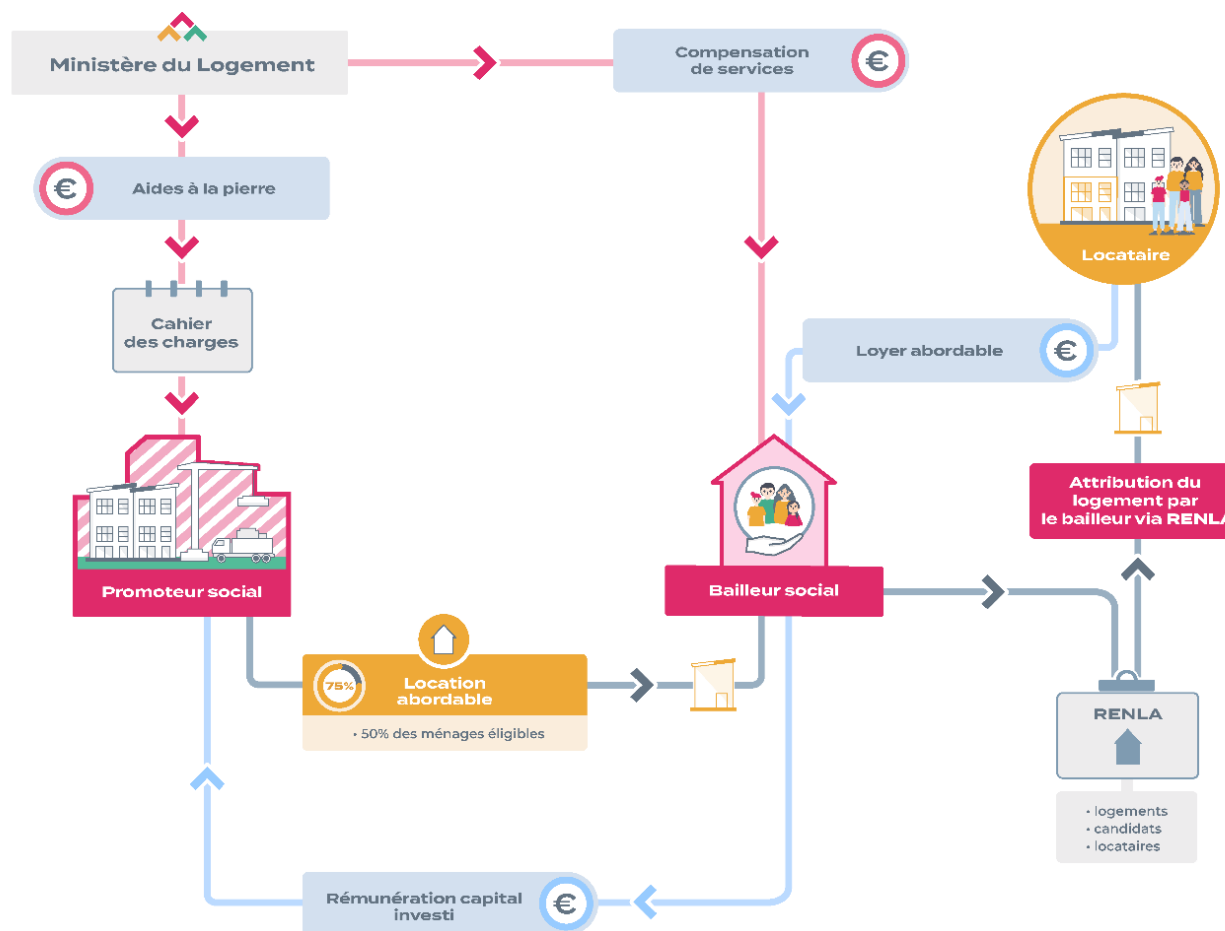 Ministère du Logement
Compensation
de services
€
€
Aides à la pierre
Locataire
Cahier
des charges
Loyer abordable
€
Attribution du
logement par
le bailleur via RENLA
Promoteur social
Bailleur social
75%
Location
abordable
• 50% des ménages éligibles
RENLA
• logements
• candidats
• locataires
Rémunération capital
investi
€